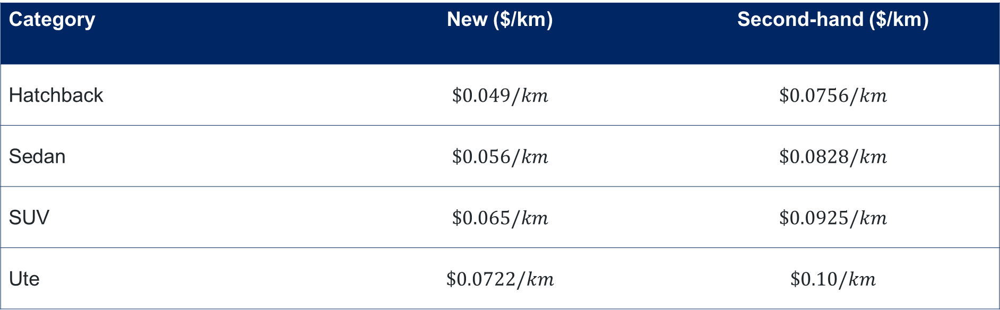 Category New ($/km) Second-hand ($/km)
Hatchback $0.049/km $0.0756/km
Sedan $0.056/km $0.0828/km
SUV $0.065/km $0.0925/km
Ute $0.0722/km $0.10/km